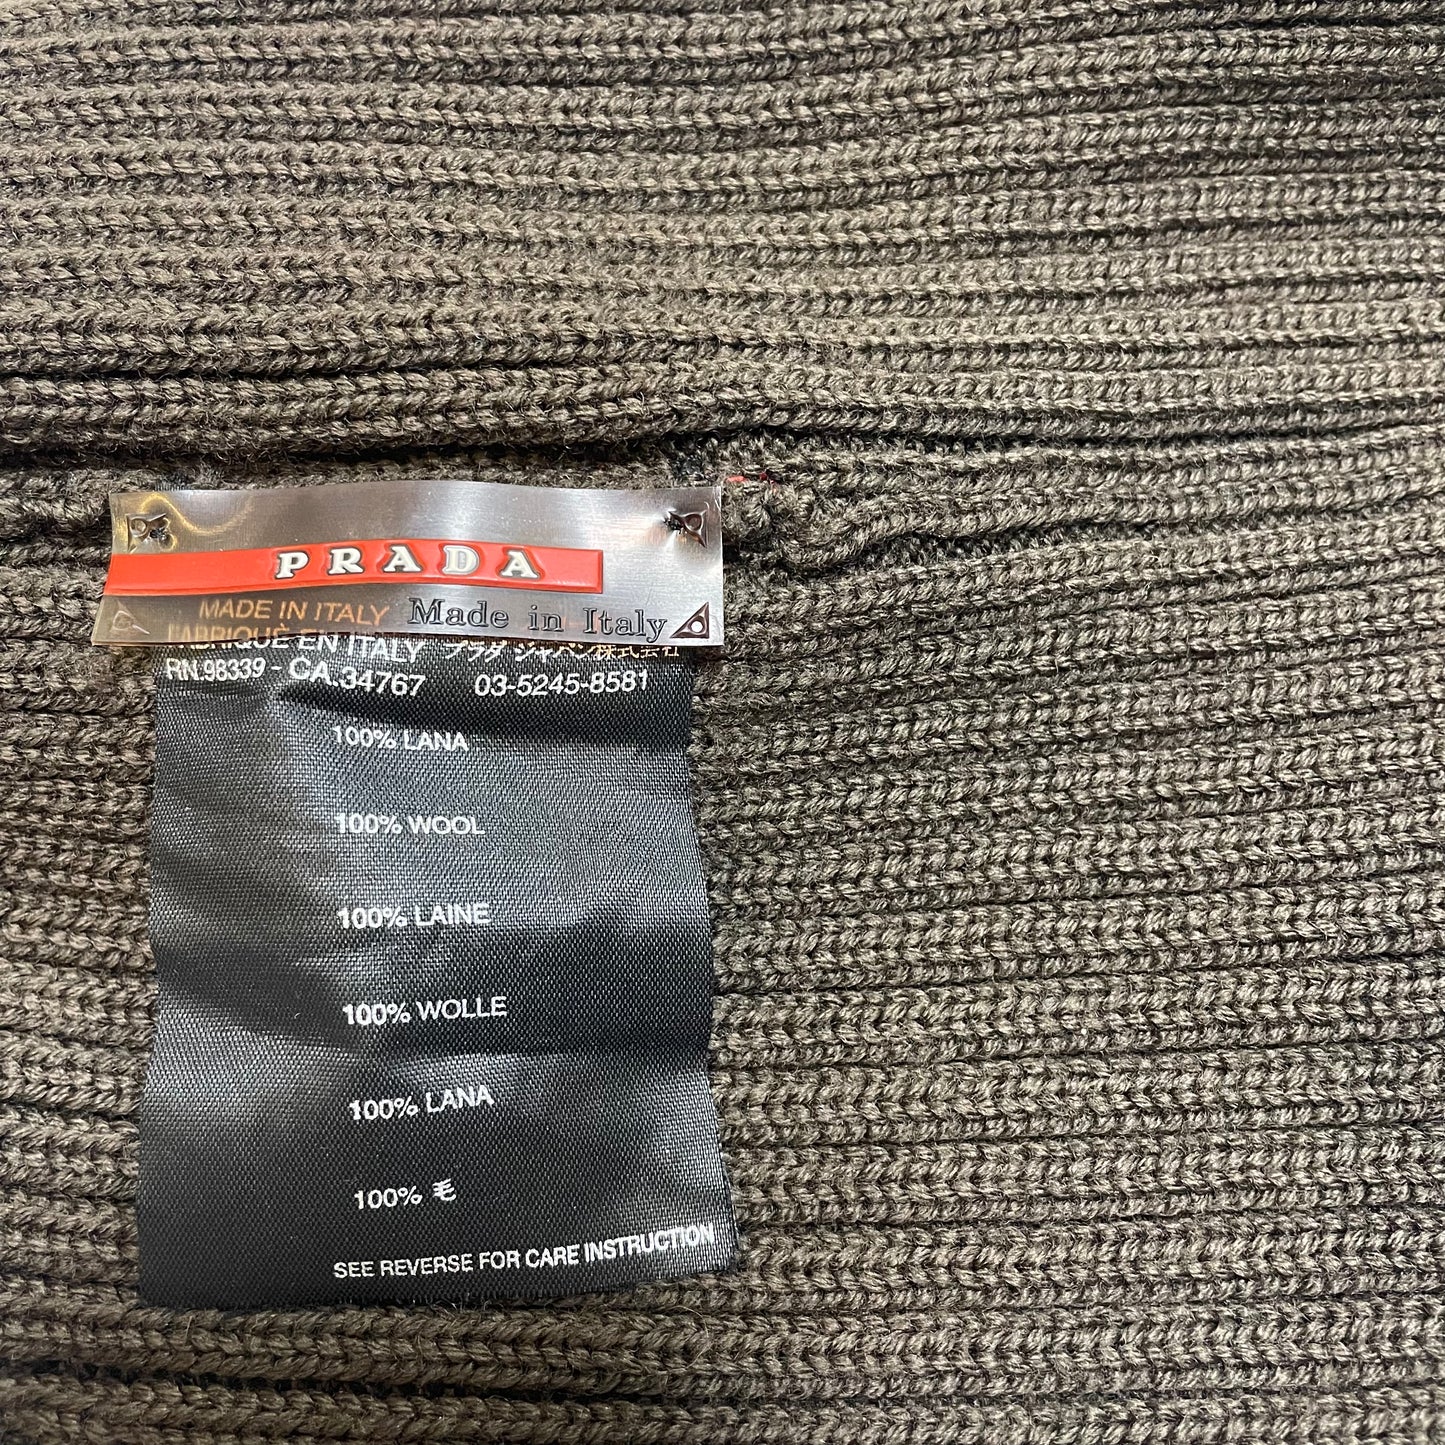 PRADA
MADE IN ITALY Made in Italy
FABRIQUÈ EN ITALY プラダ ジャパン株式会社
RN.98339 - CA.34767 03-5245-8581
100% LANA
100% WOOL
100% LAINE
100% WOLLE
100% LANA
100% 毛
SEE REVERSE FOR CARE INSTRUCTION